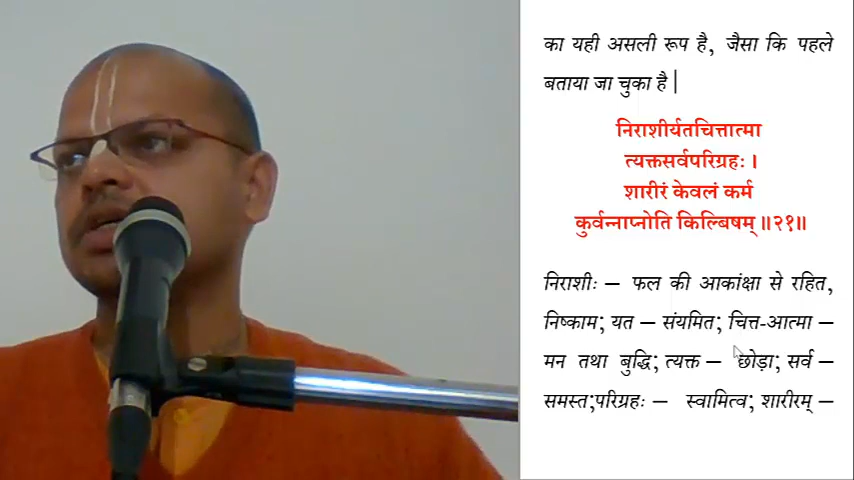 का यही असली रूप है, जैसा कि पहले
बताया जा चुका है |
निराशीर्यतचित्तात्मा
त्यक्तसर्वपरिग्रहः ।
शारीरं केवलं कर्म
कुर्वन्नाप्नोति किल्बिषम् ॥२१॥
निराशीः – फल की आकांक्षा से रहित,
निष्काम; यत – संयमित; चित्त-आत्मा –
मन तथा बुद्धि; त्यक्त – छोड़ा; सर्व –
समस्त;परिग्रहः – स्वामित्व; शारीरम् –